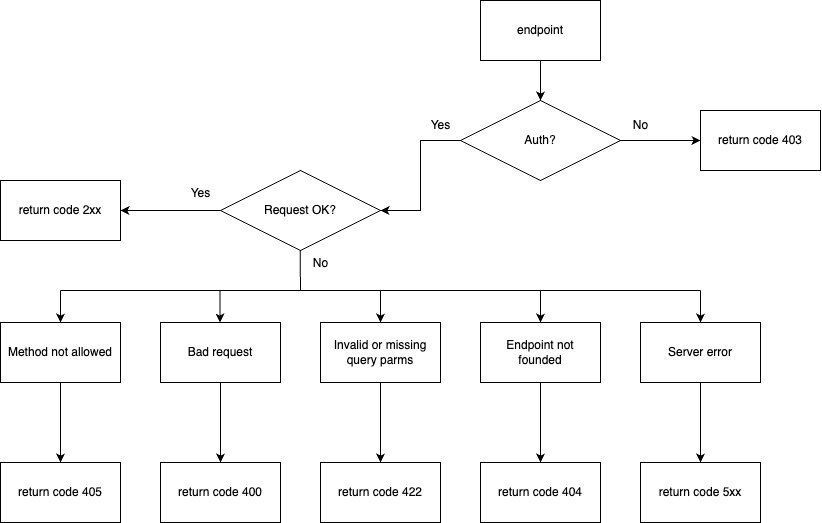 endpoint
Yes
Auth?
No
return code 403
Yes
return code 2xx
Request OK?
No
Method not allowed
Bad request
Invalid or missing
query parms
Endpoint not
founded
Server error
return code 405
return code 400
return code 422
return code 404
return code 5xx